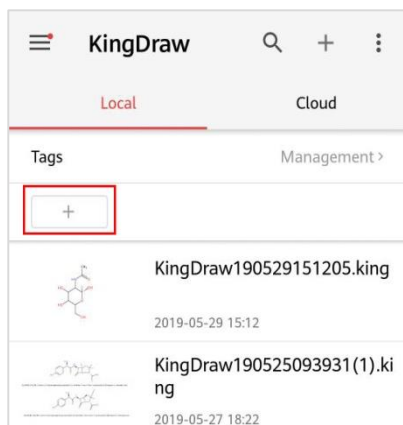 KingDraw
Local Cloud
Tags Management >
+
KingDraw190529151205.king
2019-05-29 15:12
KingDraw190525093931(1).ki
ng
2019-05-27 18:22